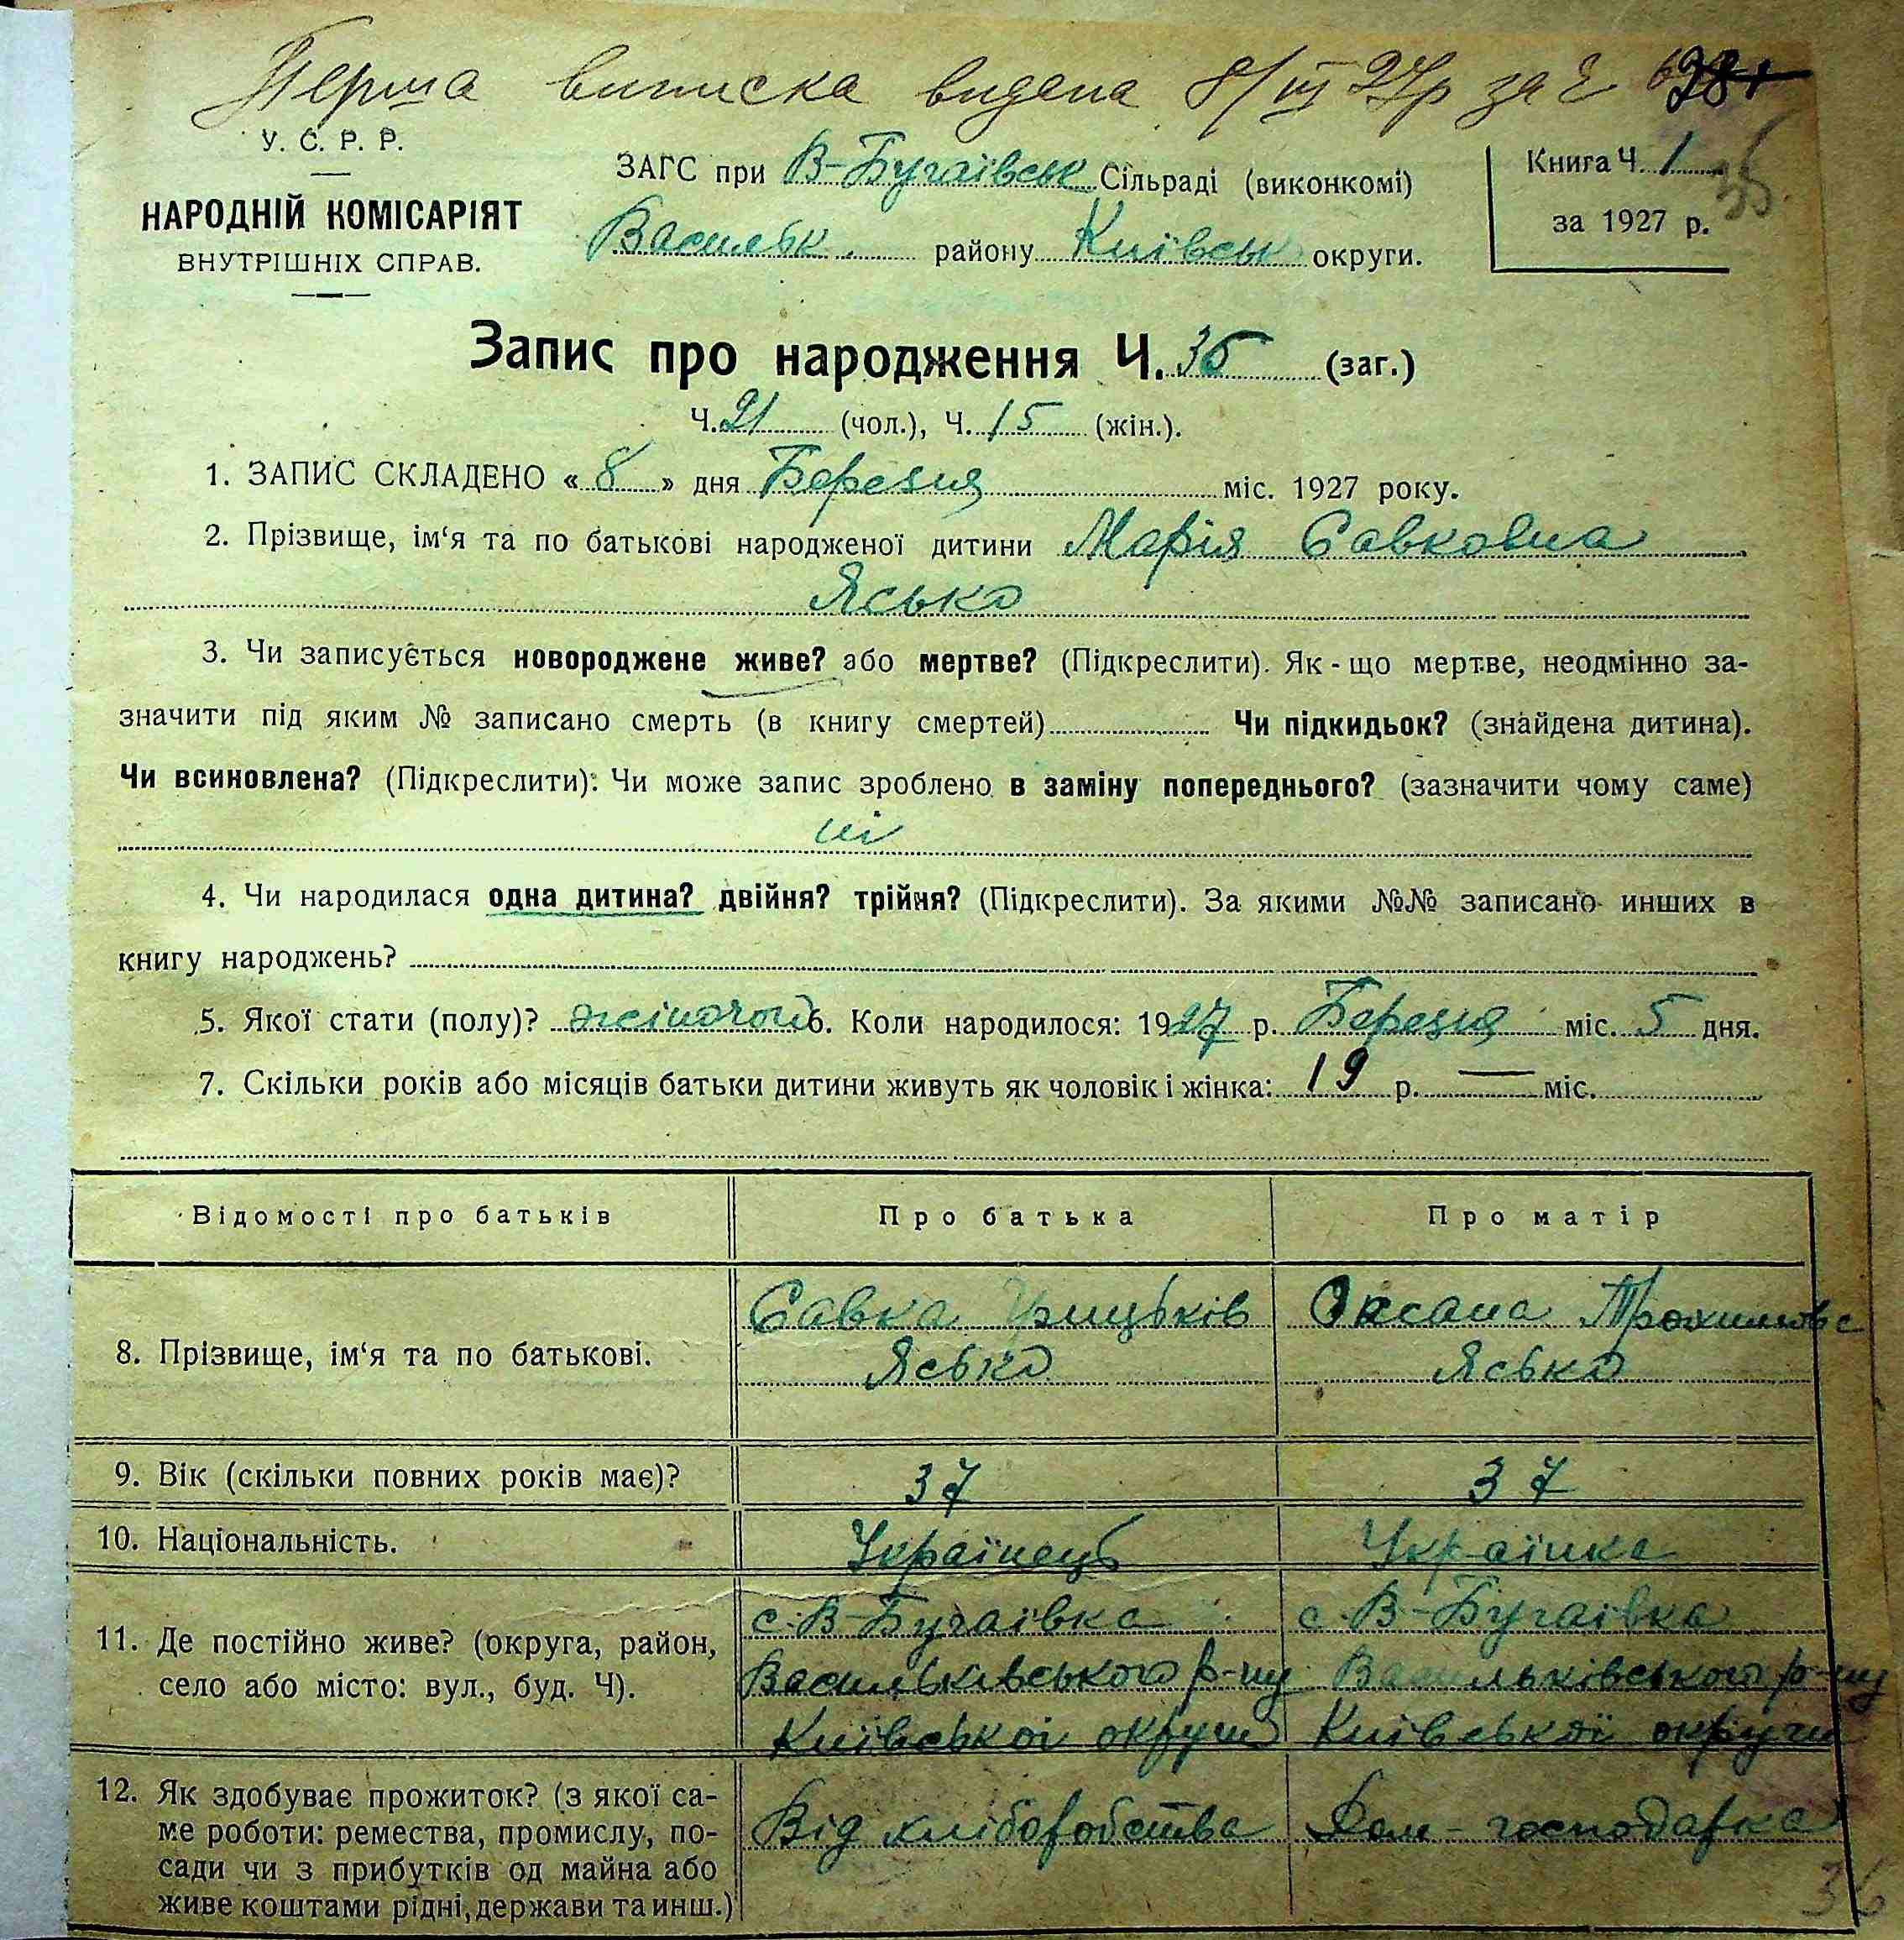 Перша виписка видана 8/III 27р за Ч
У. С. Р. Р.
НАРОДНІЙ КОМІСАРІЯТ
ВНУТРІШНІХ СПРАВ.
ЗАГС при В-Бугаївськ Сільраді (виконкомі)
Васильк. району Київськ округи.
Книга Ч. 1
за 1927 р.
35
Запис про народження Ч. 36 (заг.)
Ч. 21 (чол.), Ч. 15 (жін.).
1. ЗАПИС СКЛАДЕНО « 8 » дня Березня міс. 1927 року.
2. Прізвище, ім‘я та по батькові народженої дитини Марія Савковна
Ясько
3. Чи записується новороджене живе? або мертве? (Підкреслити). Як-що мертве, неодмінно за-
значити під яким № записано смерть (в книгу смертей) Чи підкидьок? (знайдена дитина).
Чи всиновлена? (Підкреслити): Чи може запис зроблено в заміну попереднього? (зазначити чому саме)
ні
4. Чи народилася одна дитина? двійня? трійня? (Підкреслити). За якими №№ записано инших в
книгу народжень?
5. Якої стати (полу)? жіночої 6. Коли народилося: 1927 р. Березня міс. 5 дня.
7. Скільки років або місяців батьки дитини живуть як чоловік і жінка: 19 р. — міс.
Відомості про батьків Про батька Про матір
8. Прізвище, ім‘я та по батькові.
Савка Грицьків
Ясько
Оксана Трохимовс
Ясько
9. Вік (скільки повних років має)? 37 37
10. Національність. Українець Українка
11. Де постійно живе? (округа, район,
село або місто: вул., буд. Ч).
с. В-Бугаївка
Васильківського р-ну
Київської округи
с. В-Бугаївка
Васильківського р-ну
Київської округи
12. Як здобуває прожиток? (з якої са-
ме роботи: ремества, промислу, по-
сади чи з прибутків од майна або
живе коштами рідні, держави та инш.)
Від хліборобства
Дом-господарка
36